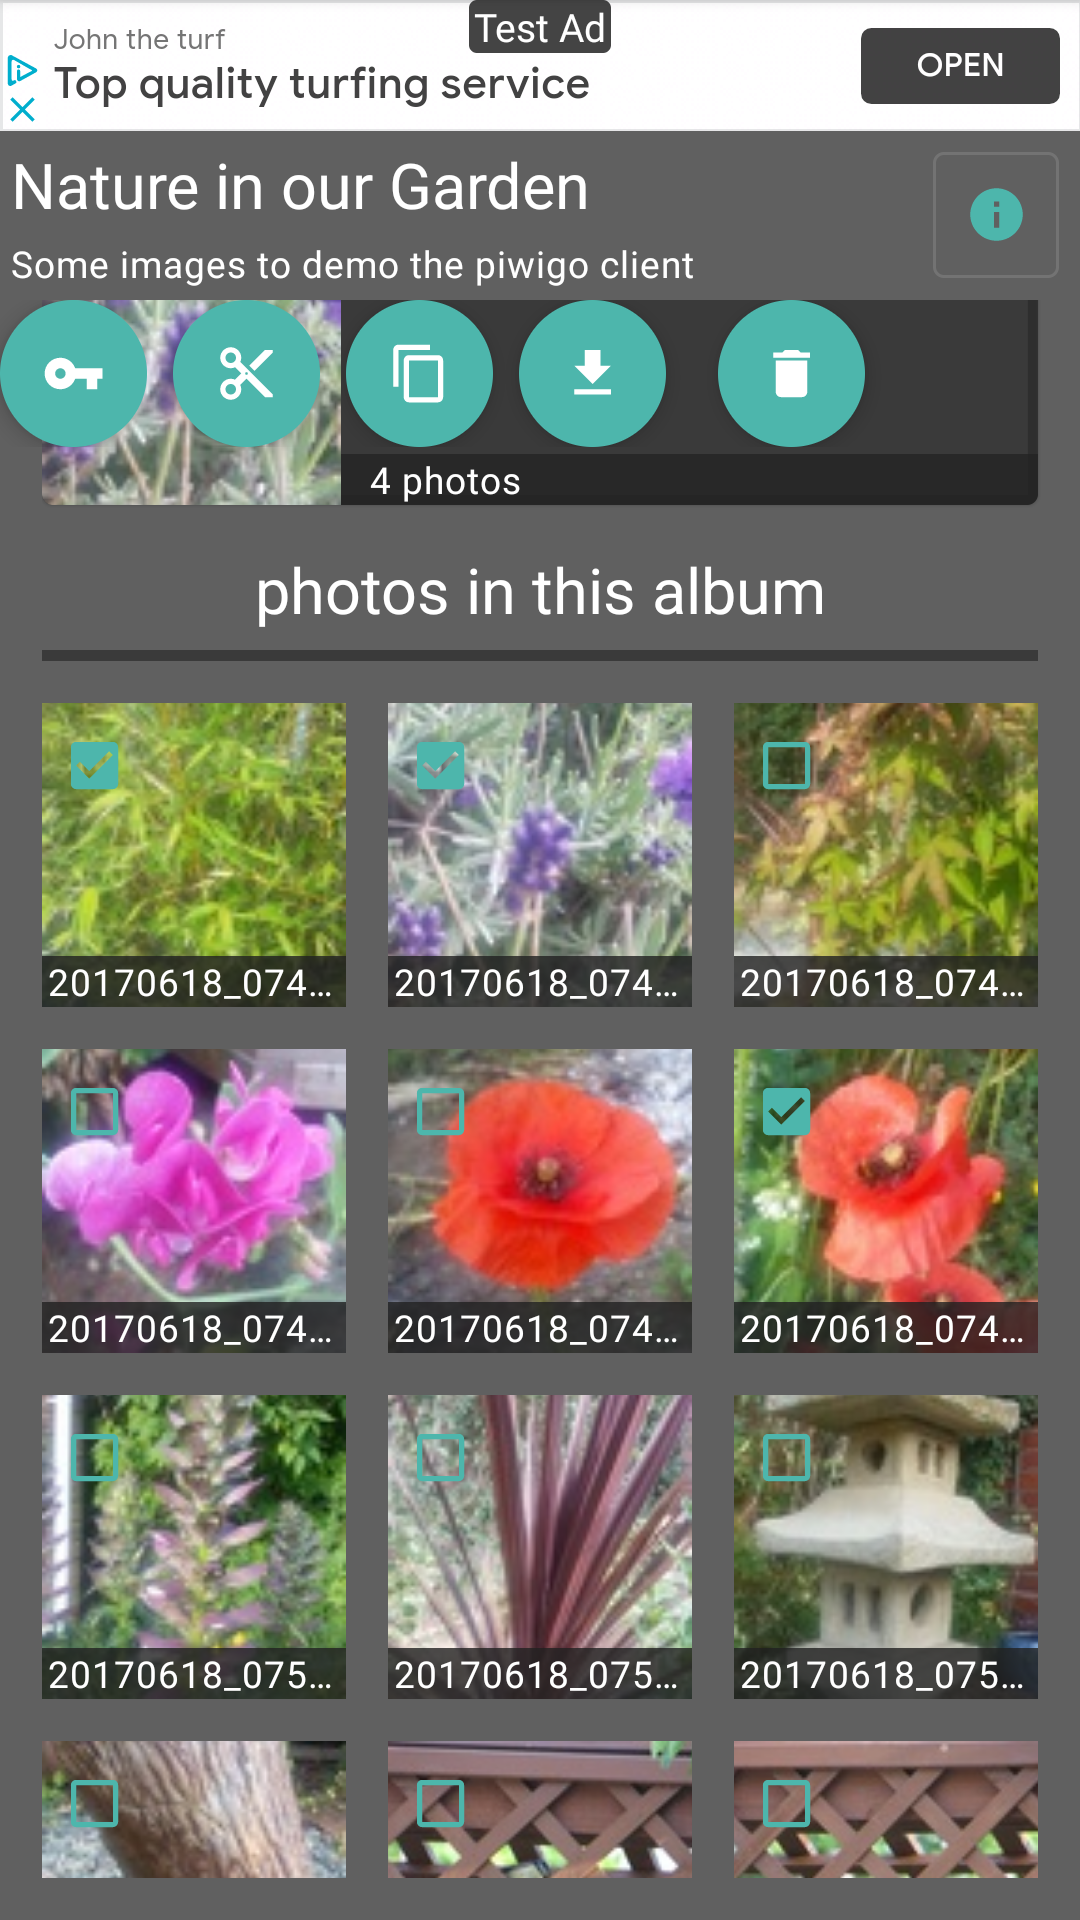 Test Ad
John the turf
Top quality turfing service
OPEN
Nature in our Garden
Some images to demo the piwigo client
4 photos
photos in this album
20170618_074...
20170618_074...
20170618_074...
20170618_074...
20170618_074...
20170618_074...
20170618_075...
20170618_075...
20170618_075...